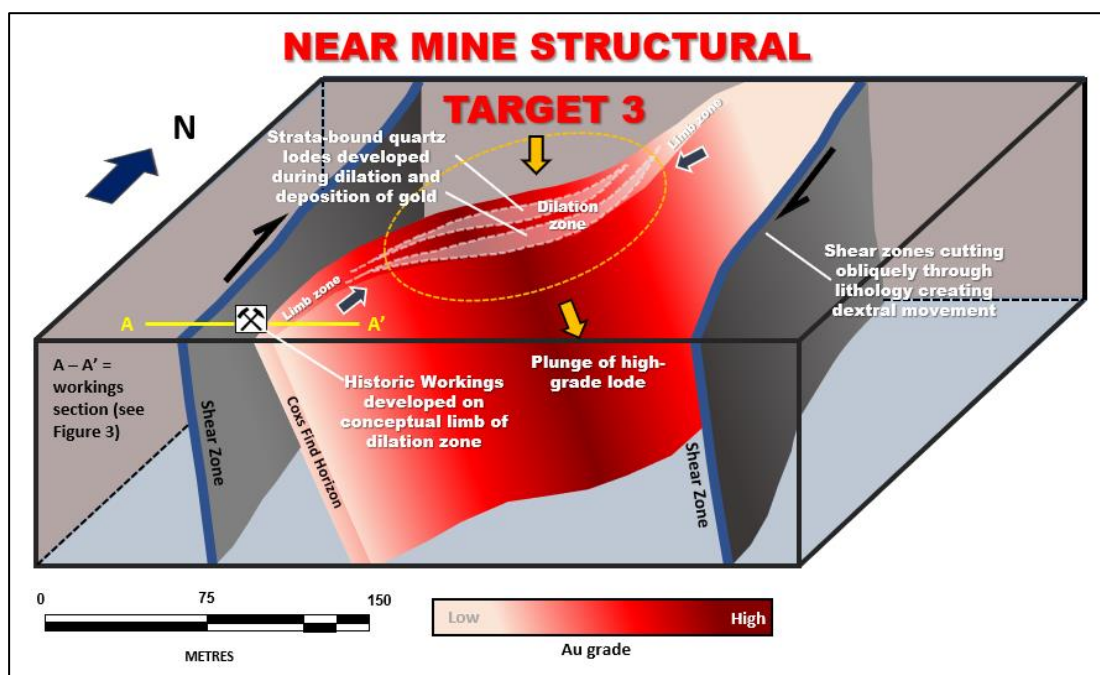 NEAR MINE STRUCTURAL
TARGET 3
N
Strata-bound quartz
lodes developed
during dilation and
deposition of gold
Limb zone
Dilation
zone
Shear zones cutting
obliquely through
lithology creating
dextral movement
Limb zone
A
A'
A – A' =
workings
section (see
Figure 3)
Plunge of high-
grade lode
Historic Workings
developed on
conceptual limb of
dilation zone
Shear Zone
Coxs Find Horizon
Shear Zone
0
75
150
METRES
Low
High
Au grade